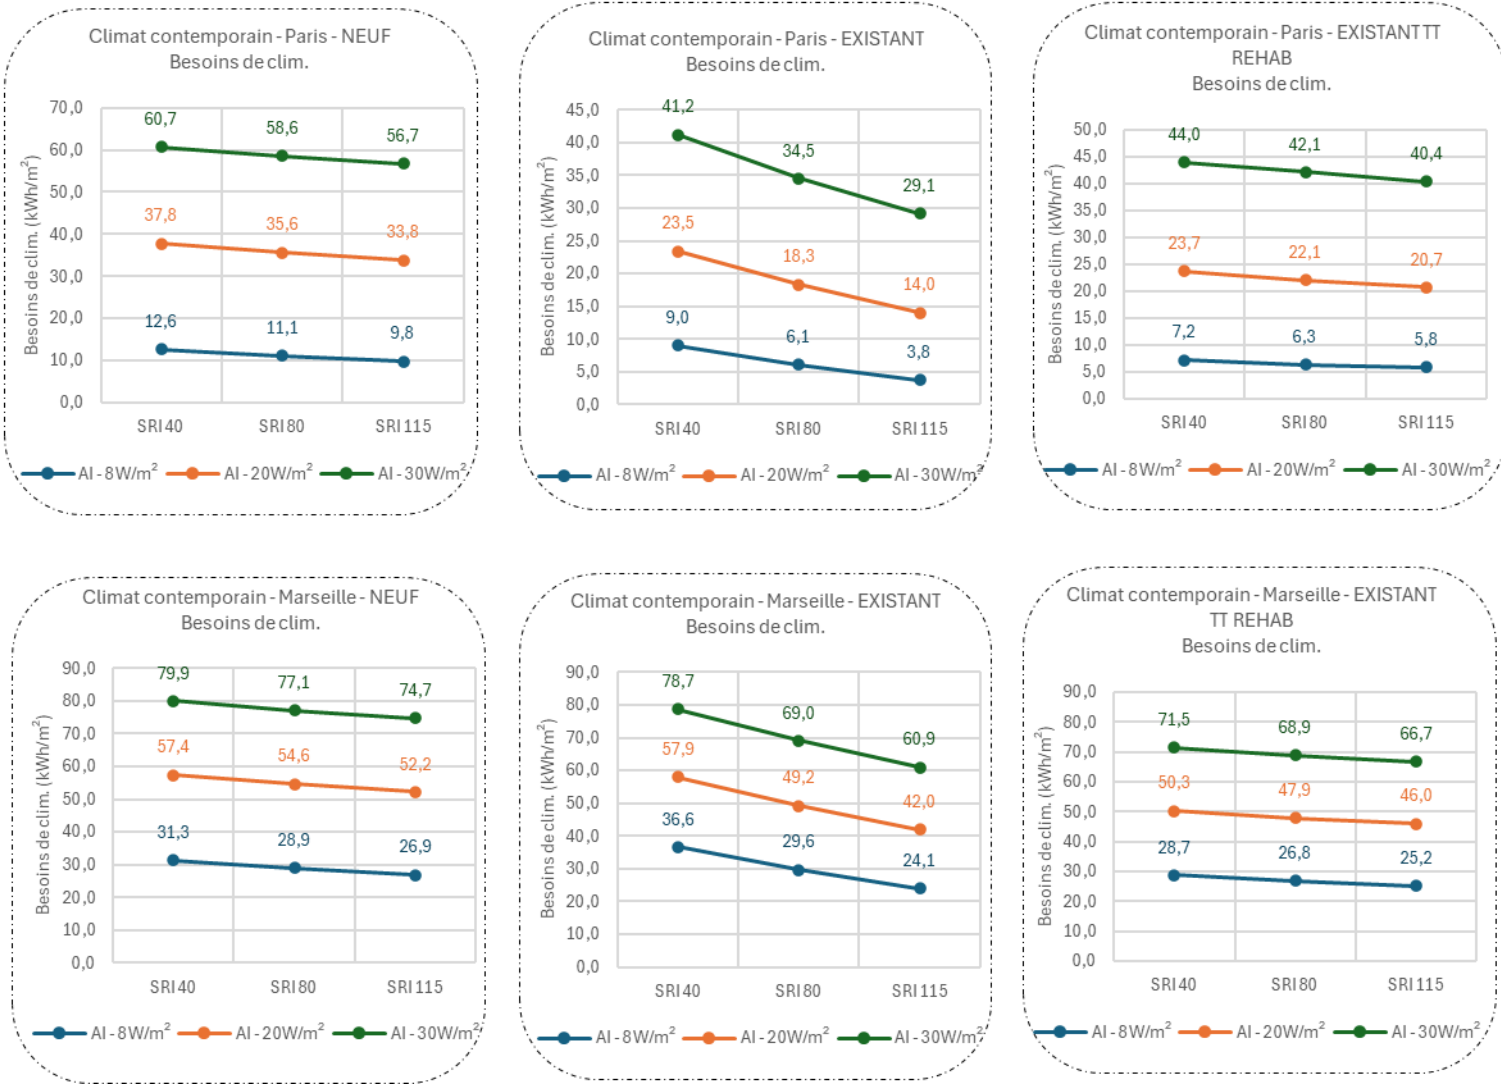 Climat contemporain - Paris - NEUF
Besoins de clim.
Besoins de clim. (kWh/m²)
70,0
60,0
50,0
40,0
30,0
20,0
10,0
0,0
60,7
58,6
56,7
37,8
35,6
33,8
12,6
11,1
9,8
SRI 40
SRI 80
SRI 115
AI - 8W/m²
AI - 20W/m²
AI - 30W/m²
Climat contemporain - Paris - EXISTANT
Besoins de clim.
Besoins de clim. (kWh/m²)
45,0
40,0
35,0
30,0
25,0
20,0
15,0
10,0
5,0
0,0
41,2
34,5
29,1
23,5
18,3
14,0
9,0
6,1
3,8
SRI 40
SRI 80
SRI 115
AI - 8W/m²
AI - 20W/m²
AI - 30W/m²
Climat contemporain - Paris - EXISTANT TT
REHAB
Besoins de clim.
Besoins de clim. (kWh/m²)
50,0
45,0
40,0
35,0
30,0
25,0
20,0
15,0
10,0
5,0
0,0
44,0
42,1
40,4
23,7
22,1
20,7
7,2
6,3
5,8
SRI 40
SRI 80
SRI 115
AI - 8W/m²
AI - 20W/m²
AI - 30W/m²
Climat contemporain - Marseille - NEUF
Besoins de clim.
Besoins de clim. (kWh/m²)
90,0
80,0
70,0
60,0
50,0
40,0
30,0
20,0
10,0
0,0
79,9
77,1
74,7
57,4
54,6
52,2
31,3
28,9
26,9
SRI 40
SRI 80
SRI 115
AI - 8W/m²
AI - 20W/m²
AI - 30W/m²
Climat contemporain - Marseille - EXISTANT
Besoins de clim.
Besoins de clim. (kWh/m²)
90,0
80,0
70,0
60,0
50,0
40,0
30,0
20,0
10,0
0,0
78,7
69,0
60,9
57,9
49,2
42,0
36,6
29,6
24,1
SRI 40
SRI 80
SRI 115
AI - 8W/m²
AI - 20W/m²
AI - 30W/m²
Climat contemporain - Marseille - EXISTANT
TT REHAB
Besoins de clim.
Besoins de clim. (kWh/m²)
90,0
80,0
70,0
60,0
50,0
40,0
30,0
20,0
10,0
0,0
71,5
68,9
66,7
50,3
47,9
46,0
28,7
26,8
25,2
SRI 40
SRI 80
SRI 115
AI - 8W/m²
AI - 20W/m²
AI - 30W/m²